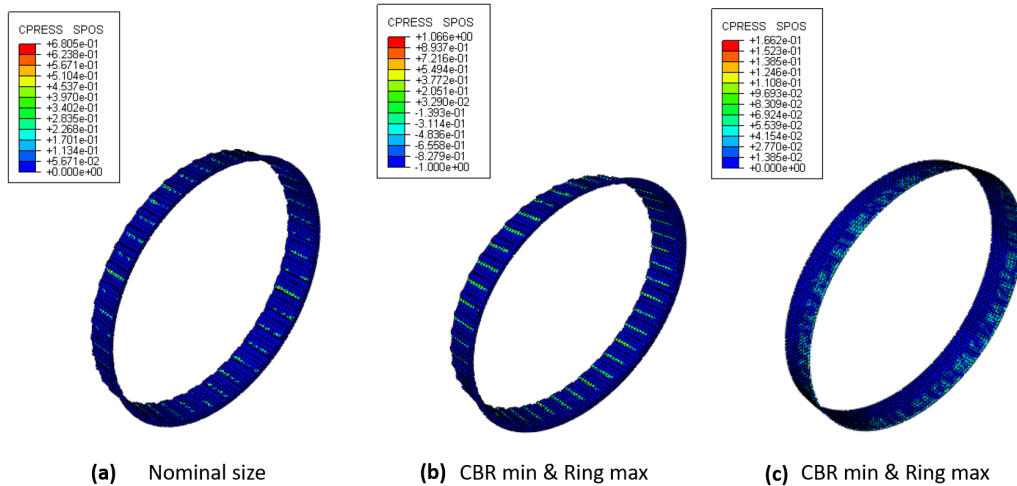 CPRESS SPOS
+6.805e-01
+6.238e-01
+5.671e-01
+5.104e-01
+4.537e-01
+3.970e-01
+3.402e-01
+2.835e-01
+2.268e-01
+1.701e-01
+1.134e-01
+5.671e-02
+0.000e+00
CPRESS SPOS
+1.066e+00
+8.937e-01
+7.216e-01
+5.494e-01
+3.772e-01
+2.051e-01
+3.290e-02
-1.393e-01
-3.114e-01
-4.836e-01
-6.558e-01
-8.279e-01
-1.000e+00
CPRESS SPOS
+1.662e-01
+1.523e-01
+1.385e-01
+1.246e-01
+1.108e-01
+9.693e-02
+8.309e-02
+6.924e-02
+5.539e-02
+4.154e-02
+2.770e-02
+1.385e-02
+0.000e+00
(a) Nominal size
(b) CBR min & Ring max
(c) CBR min & Ring max